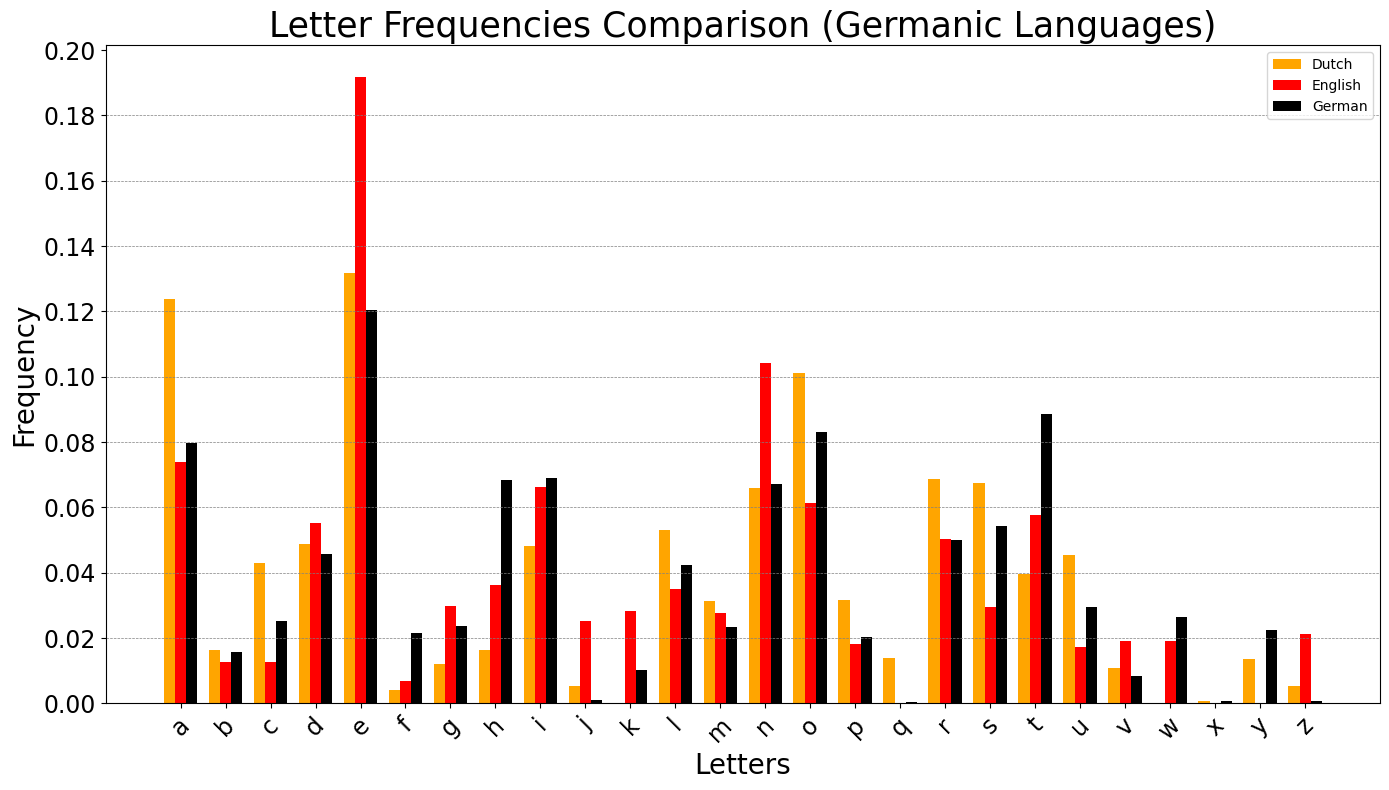 Letter Frequencies Comparison (Germanic Languages)
Dutch
English
German
Frequency
0.20
0.18
0.16
0.14
0.12
0.10
0.08
0.06
0.04
0.02
0.00
a b c d e f g h i j k l m n o p q r s t u v w x y z
Letters